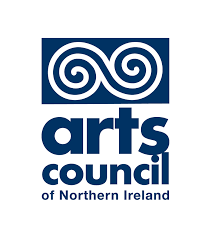 arts
council
of Northern Ireland